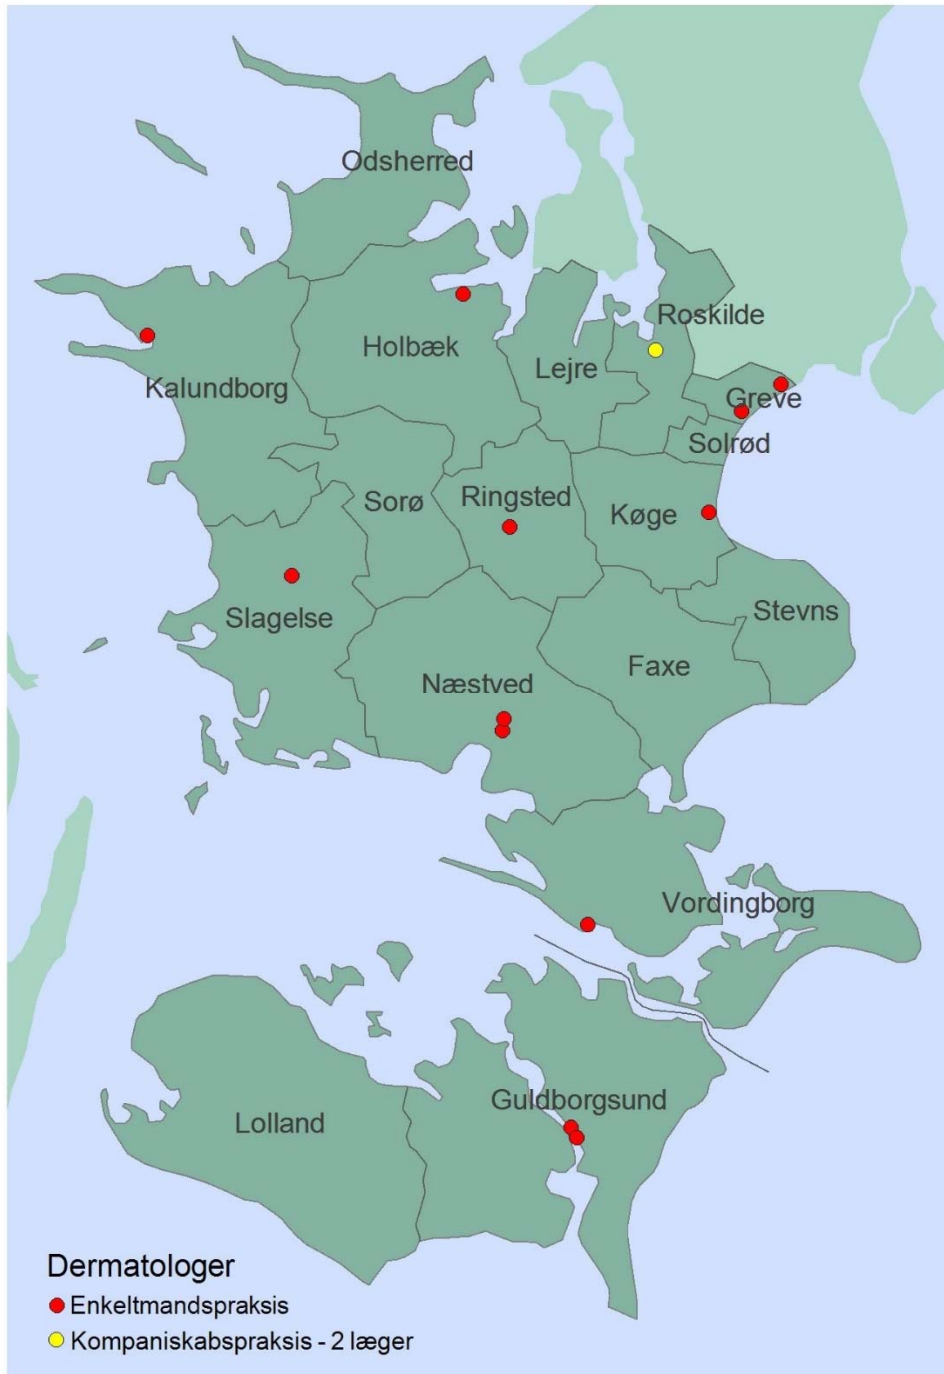 Odsherred
Roskilde
Holbæk
Lejre
Kalundborg
Greve
Solrød
Ringsted
Sorø
Køge
Stevns
Slagelse
Faxe
Næstved
Vordingborg
Guldborgsund
Lolland
Dermatologer
Enkeltmandspraksis
Kompaniskabspraksis - 2 læger